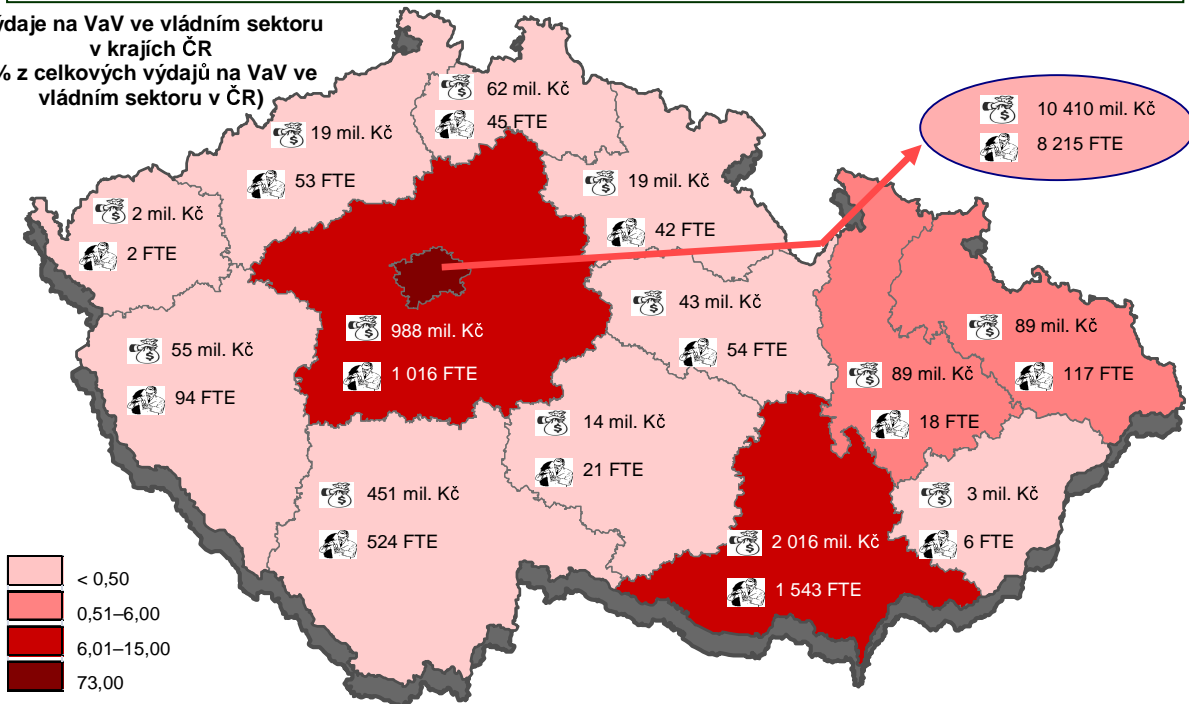 ýdaje na VaV ve vládním sektoru
v krajích ČR
% z celkových výdajů na VaV ve
vládním sektoru v ČR)
62 mil. Kč
45 FTE
10 410 mil. Kč
8 215 FTE
19 mil. Kč
53 FTE
19 mil. Kč
42 FTE
2 mil. Kč
2 FTE
43 mil. Kč
54 FTE
988 mil. Kč
1 016 FTE
55 mil. Kč
94 FTE
89 mil. Kč
117 FTE
89 mil. Kč
18 FTE
14 mil. Kč
21 FTE
451 mil. Kč
524 FTE
3 mil. Kč
6 FTE
2 016 mil. Kč
1 543 FTE
< 0,50
0,51–6,00
6,01–15,00
73,00